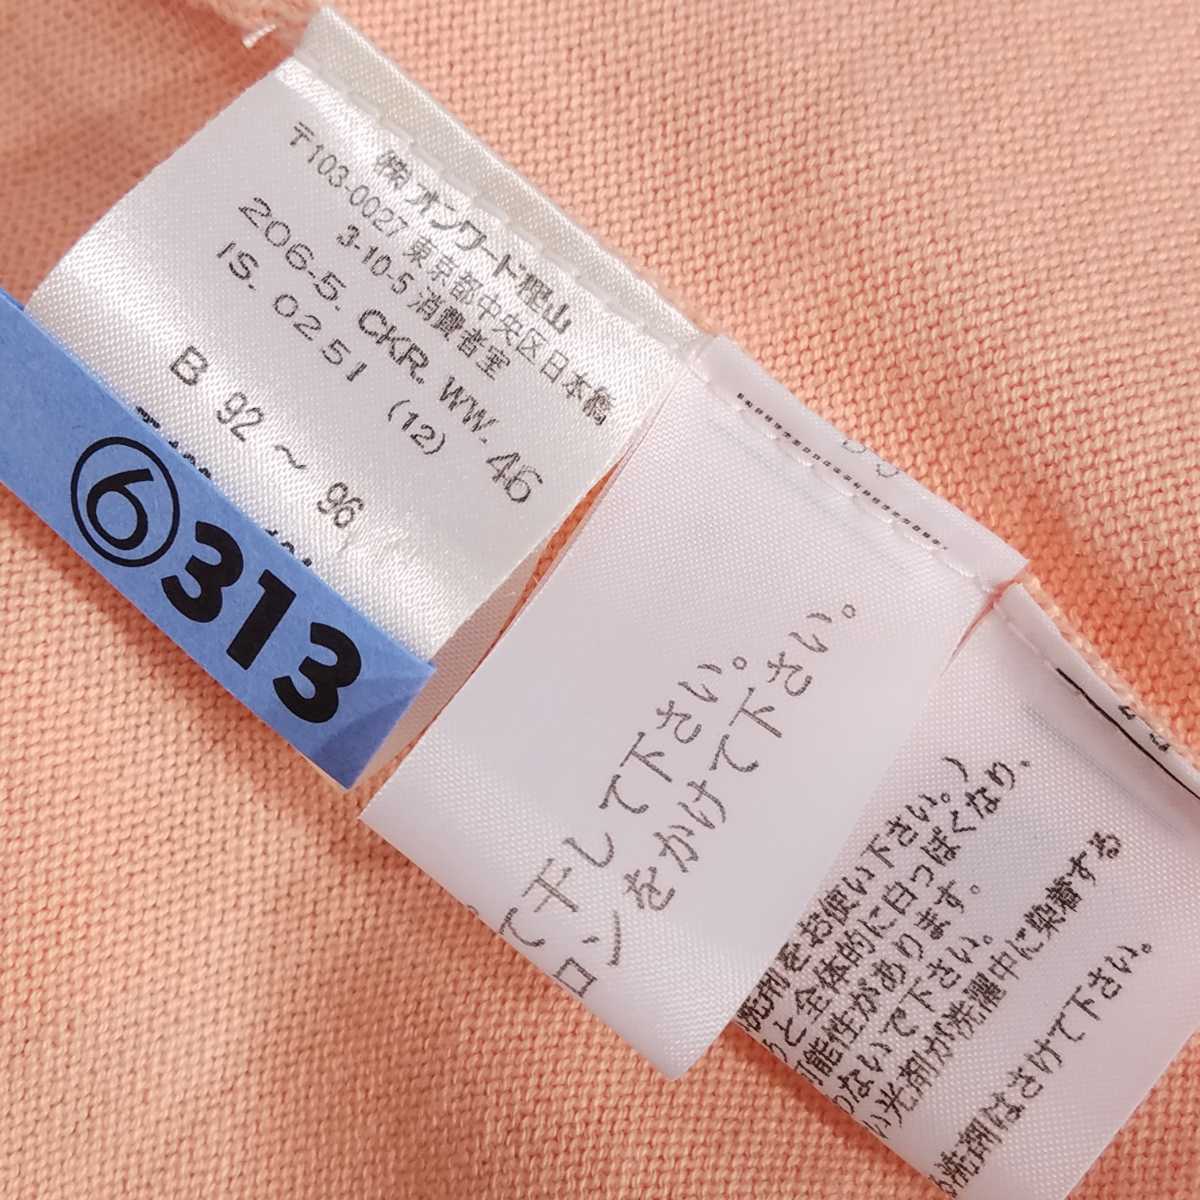 ㈱オンワード樫山
〒103-0027 東京都中央区日本橋
3-10-5 消費者室
206-5. CKR. WW. 46
IS. 0251 (12)
B 92 ~ 96
⑥313
て干して下さい。
ロンをかけて下さい。
洗剤をお使い下さい。)
と全体的に白っぽくなり、
可能性があります。
わないで下さい。
い光剤が洗濯中に染着する
洗剤はさけて下さい。